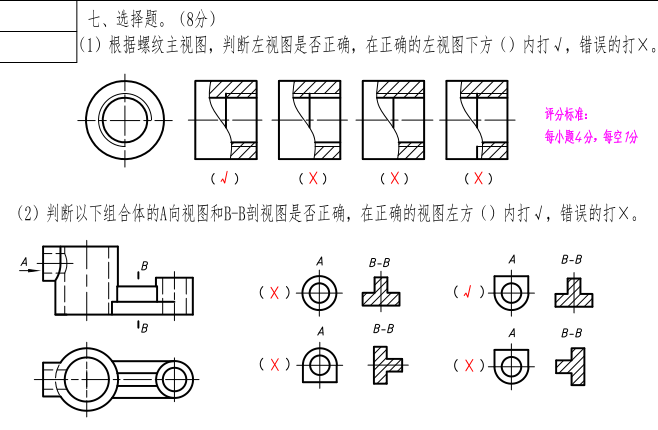 七、选择题。(8分)
(1) 根据螺纹主视图，判断左视图是否正确，在正确的左视图下方()内打√，错误的打×。
评分标准：
每小题4分，每空1分
(√) (×) (×) (×)
(2) 判断以下组合体的A向视图和B-B剖视图是否正确，在正确的视图左方()内打√，错误的打×。
A B
B
(×) A B-B (√) A B-B
(×) A B-B (×) A B-B